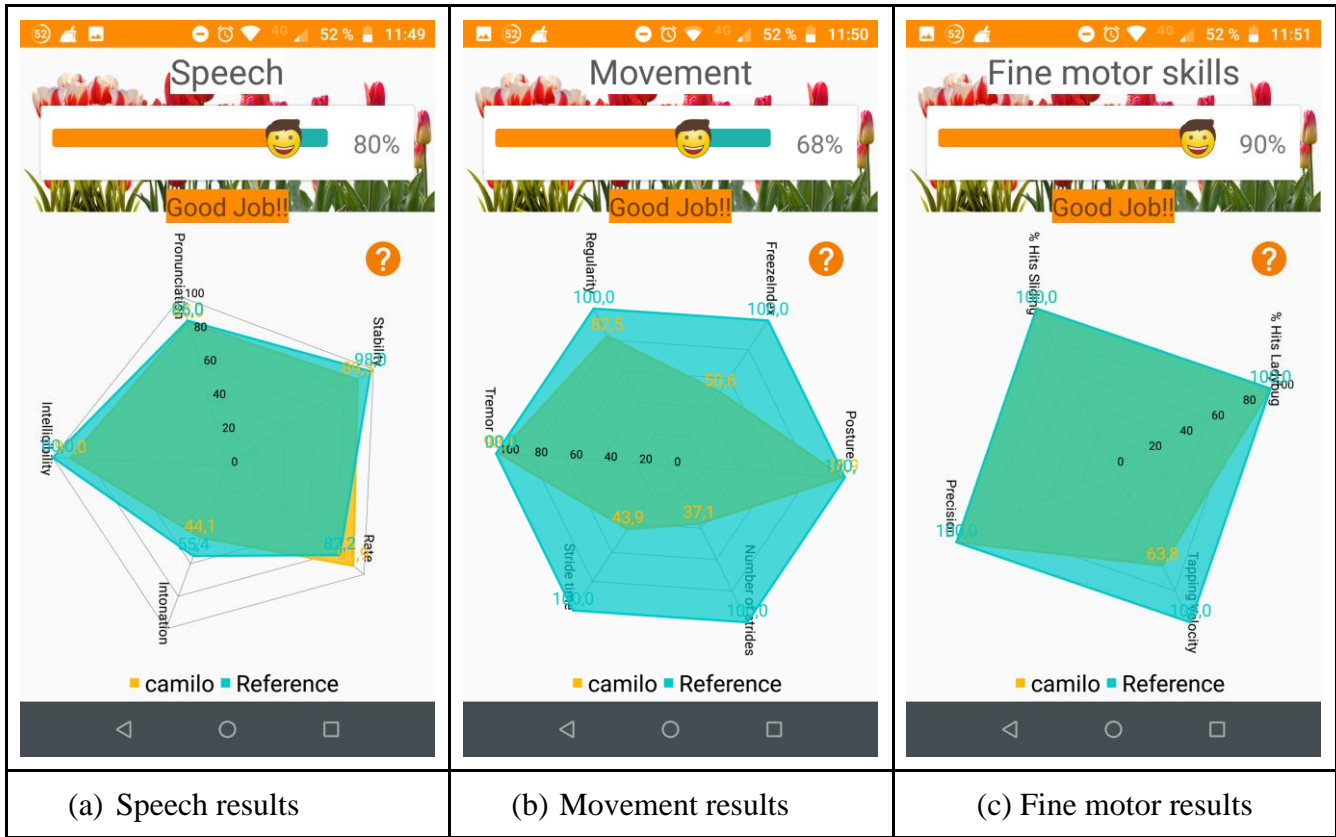 52 4G 52 % 11:49
Speech
80%
Good Job!!
Pronunciation
100
86,0
80
Stability
98,0
60
40
20
0
Intelligibility
44,1
55,4
82,2
Rate
Intonation
camilo Reference
(a) Speech results
52 4G 52 % 11:50
Movement
68%
Good Job!!
Regularity
FreezeIndex
100,0
100,0
82,5
50,6
Posture
Tremor
100 80 60 40 20 0
100,
43,9
37,1
Stride time
Number of strides
100,0
100,0
camilo Reference
(b) Movement results
52 4G 52 % 11:51
Fine motor skills
90%
Good Job!!
% Hits Sliding
100,0
% Hits Ladybug
100,0
100
80
60
40
20
0
Precision
100,0
63,8
Tapping Velocity
100,0
camilo Reference
(c) Fine motor results